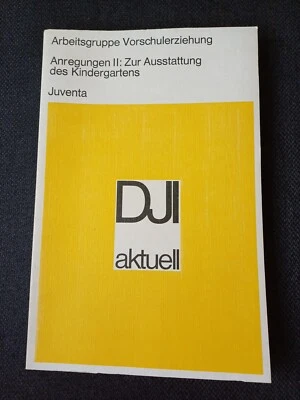 Arbeitsgruppe Vorschulerziehung
Anregungen II: Zur Ausstattung
des Kindergartens
Juventa
DJI
aktuell